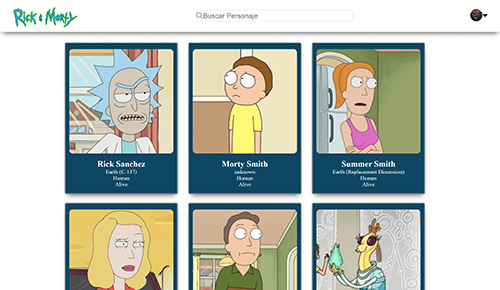 Rick & Morty
Buscar Personaje
Rick Sanchez
Earth (C-137)
Human
Alive
Morty Smith
unknown
Human
Alive
Summer Smith
Earth (Replacement Dimension)
Human
Alive